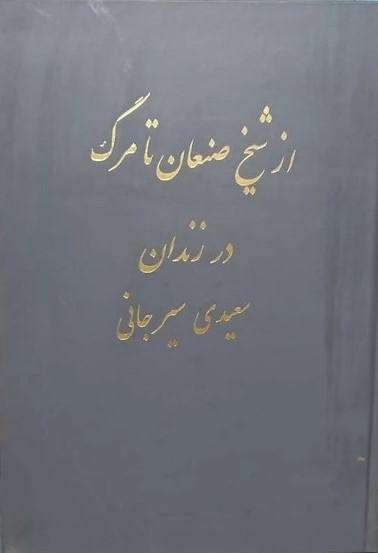 از شیخ صنعان تا مرگ
در زندان
سعیدی سیرجانی